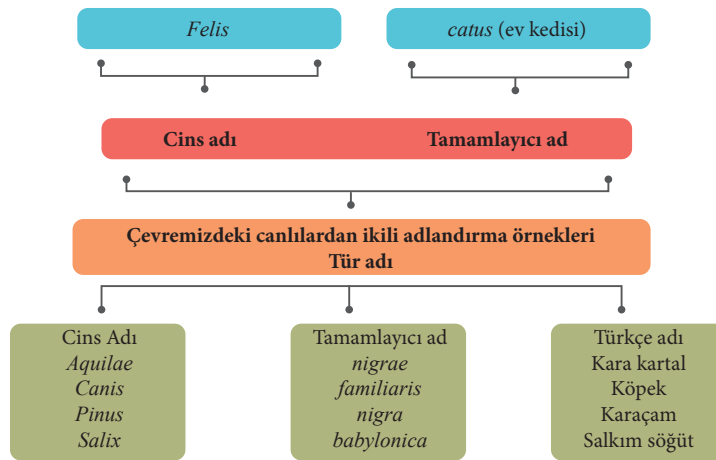 Felis
catus (ev kedisi)
Cins adı
Tamamlayıcı ad
Çevremizdeki canlılardan ikili adlandırma örnekleri
Tür adı
Cins Adı
Aquilae
Canis
Pinus
Salix
Tamamlayıcı ad
nigrae
familiaris
nigra
babylonica
Türkçe adı
Kara kartal
Köpek
Karaçam
Salkım söğüt